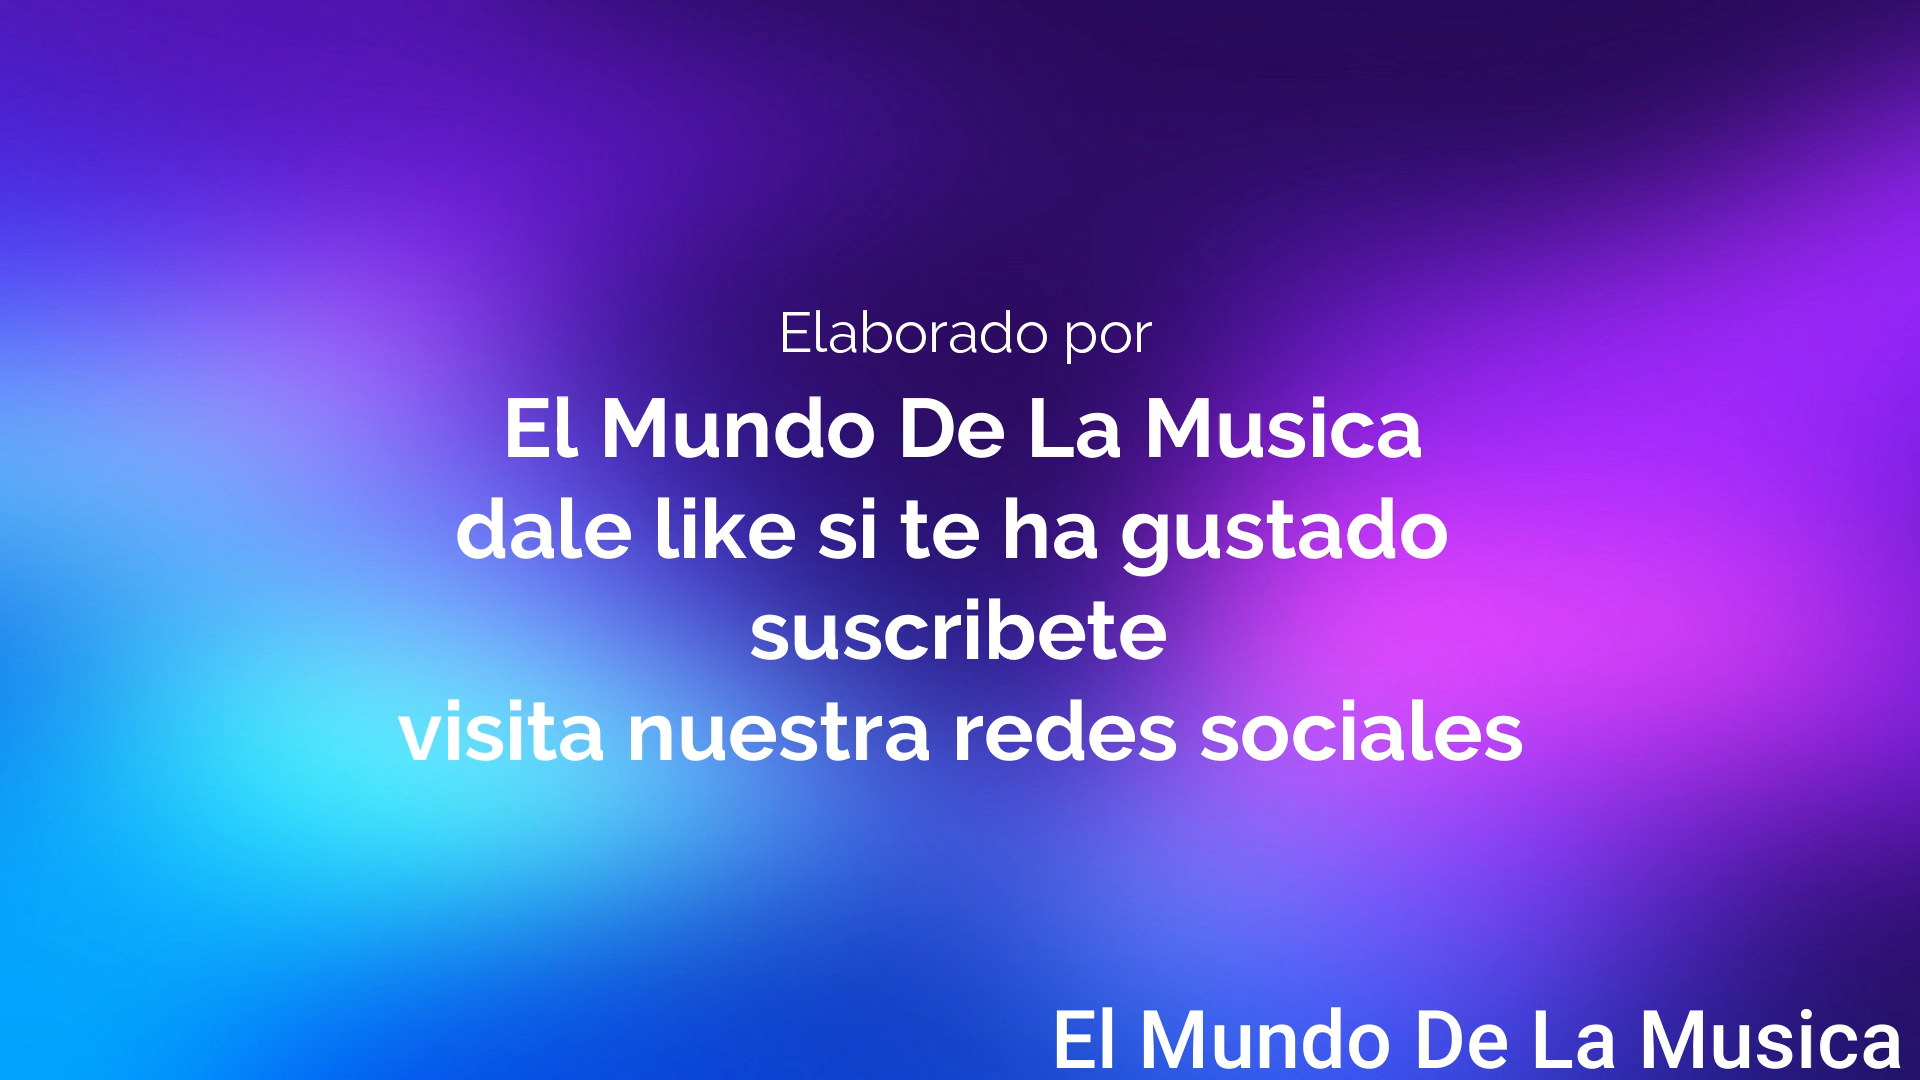 Elaborado por
El Mundo De La Musica
dale like si te ha gustado
suscribete
visita nuestra redes sociales
El Mundo De La Musica